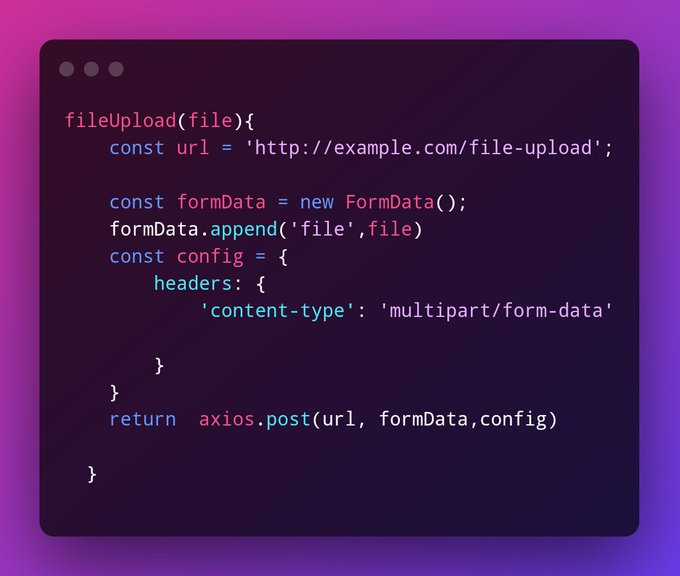 fileUpload(file){
    const url = 'http://example.com/file-upload';
    const formData = new FormData();
    formData.append('file',file)
    const config = {
        headers: {
            'content-type': 'multipart/form-data'
        }
    }
    return  axios.post(url, formData,config)
  }